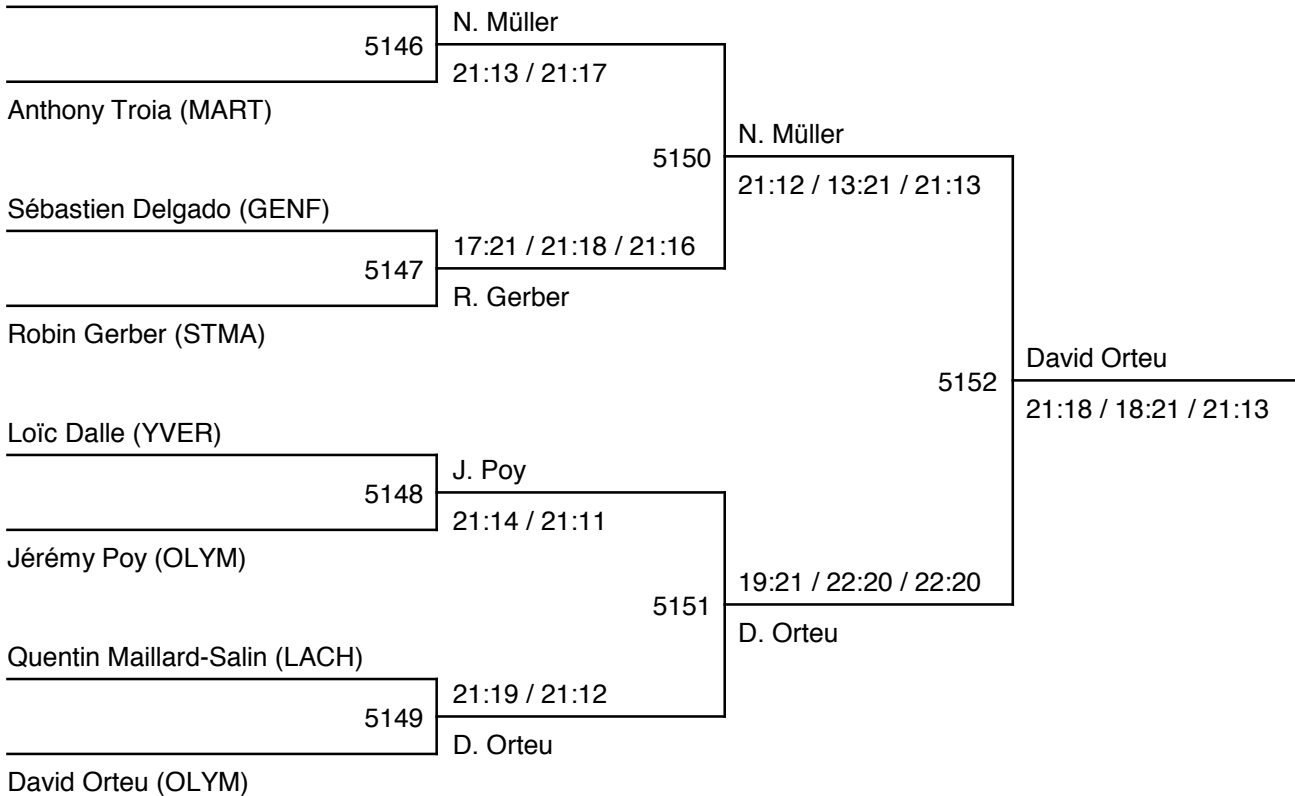 N. Müller
5146
21:13 / 21:17
Anthony Troia (MART)
N. Müller
5150
21:12 / 13:21 / 21:13
Sébastien Delgado (GENF)
17:21 / 21:18 / 21:16
5147
R. Gerber
Robin Gerber (STMA)
David Orteu
5152
21:18 / 18:21 / 21:13
Loïc Dalle (YVER)
J. Poy
5148
21:14 / 21:11
Jérémy Poy (OLYM)
19:21 / 22:20 / 22:20
5151
D. Orteu
Quentin Maillard-Salin (LACH)
21:19 / 21:12
5149
D. Orteu
David Orteu (OLYM)